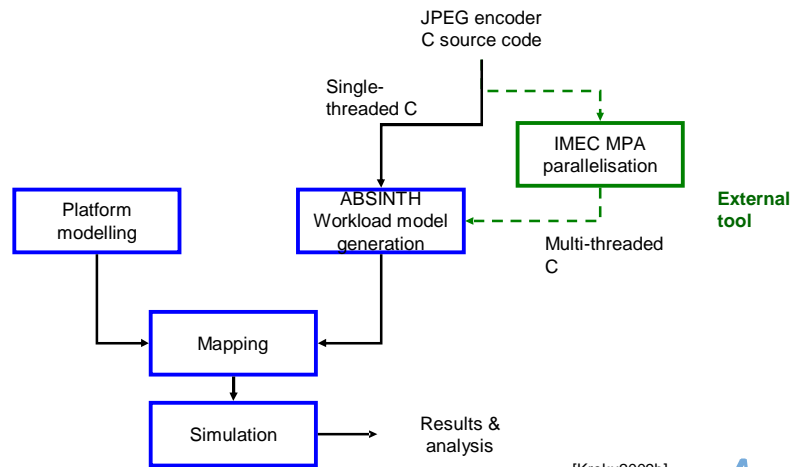 JPEG encoder
C source code
Single-
threaded C
IMEC MPA
parallelisation
Platform
modelling
ABSINTH
Workload model
generation
External
tool
Multi-threaded
C
Mapping
Simulation
Results &
analysis